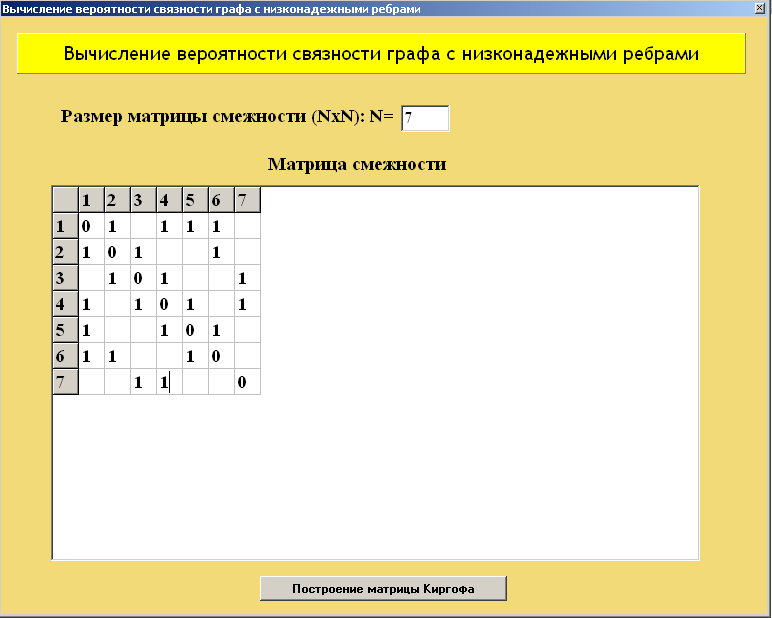 Вычисление вероятности связности графа с низконадежными ребрами
Вычисление вероятности связности графа с низконадежными ребрами
Размер матрицы смежности (NxN): N= 7
Матрица смежности
1 2 3 4 5 6 7
1 0 1 1 1 1
2 1 0 1 1
3 1 0 1 1
4 1 1 0 1 1
5 1 1 0 1
6 1 1 1 0
7 1 1 0
Построение матрицы Киргофа